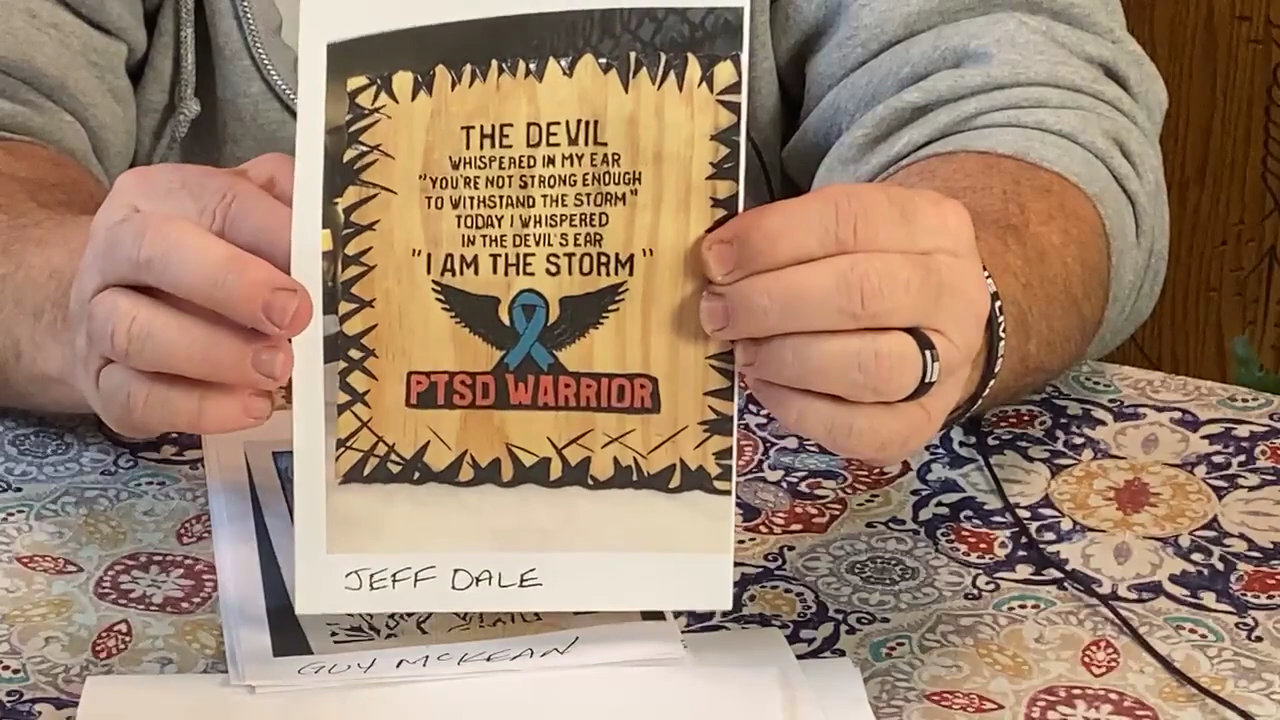 THE DEVIL
WHISPERED IN MY EAR
"YOU'RE NOT STRONG ENOUGH
TO WITHSTAND THE STORM"
TODAY I WHISPERED
IN THE DEVIL'S EAR
"I AM THE STORM"
PTSD WARRIOR
JEFF DALE
GUY MCKEAN